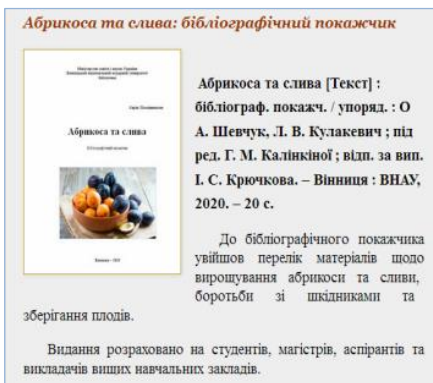 Абрикоса та слива: бібліографічний покажчик
Абрикоса та слива
Абрикоса та слива [Текст] :
бібліограф. покажч. / упоряд. : О
А. Шевчук, Л. В. Кулакевич ; під
ред. Г. М. Калінкіної ; відп. за вип.
І. С. Крючкова. – Вінниця : ВНАУ,
2020. – 20 с.
До бібліографічного покажчика
увійшов перелік матеріалів щодо
вирощування абрикоси та сливи,
боротьби зі шкідниками та
зберігання плодів.
Видання розраховано на студентів, магістрів, аспірантів та
викладачів вищих навчальних закладів.